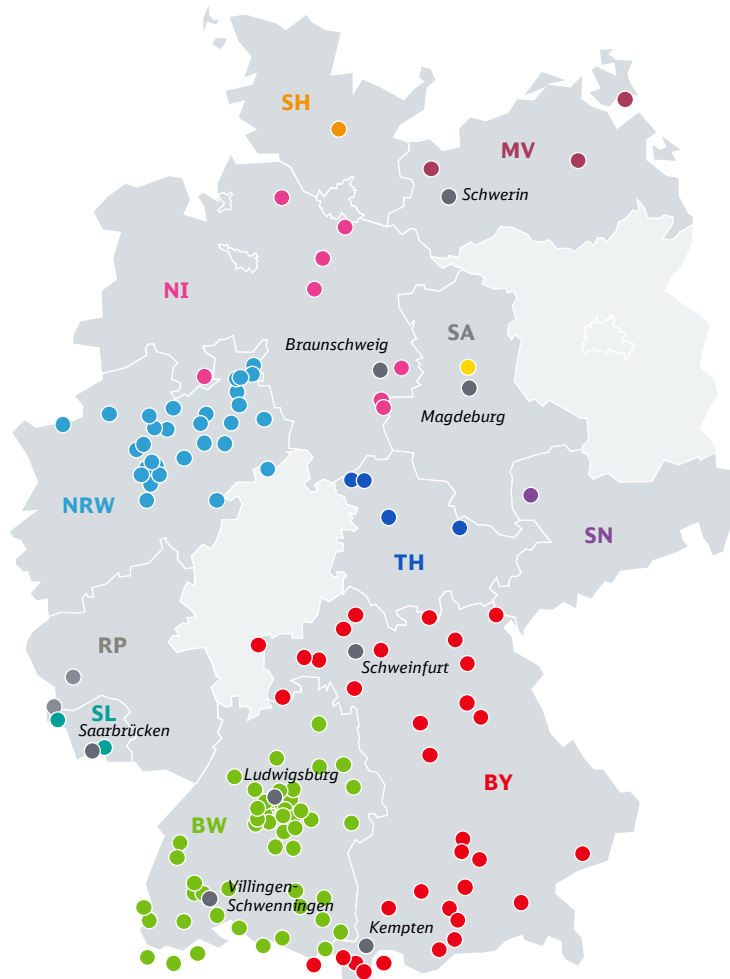 SH
MV
Schwerin
NI
SA
Braunschweig
Magdeburg
NRW
SN
TH
RP
Schweinfurt
SL
Saarbrücken
Ludwigsburg
BY
BW
Villingen-
Schwenningen
Kempten